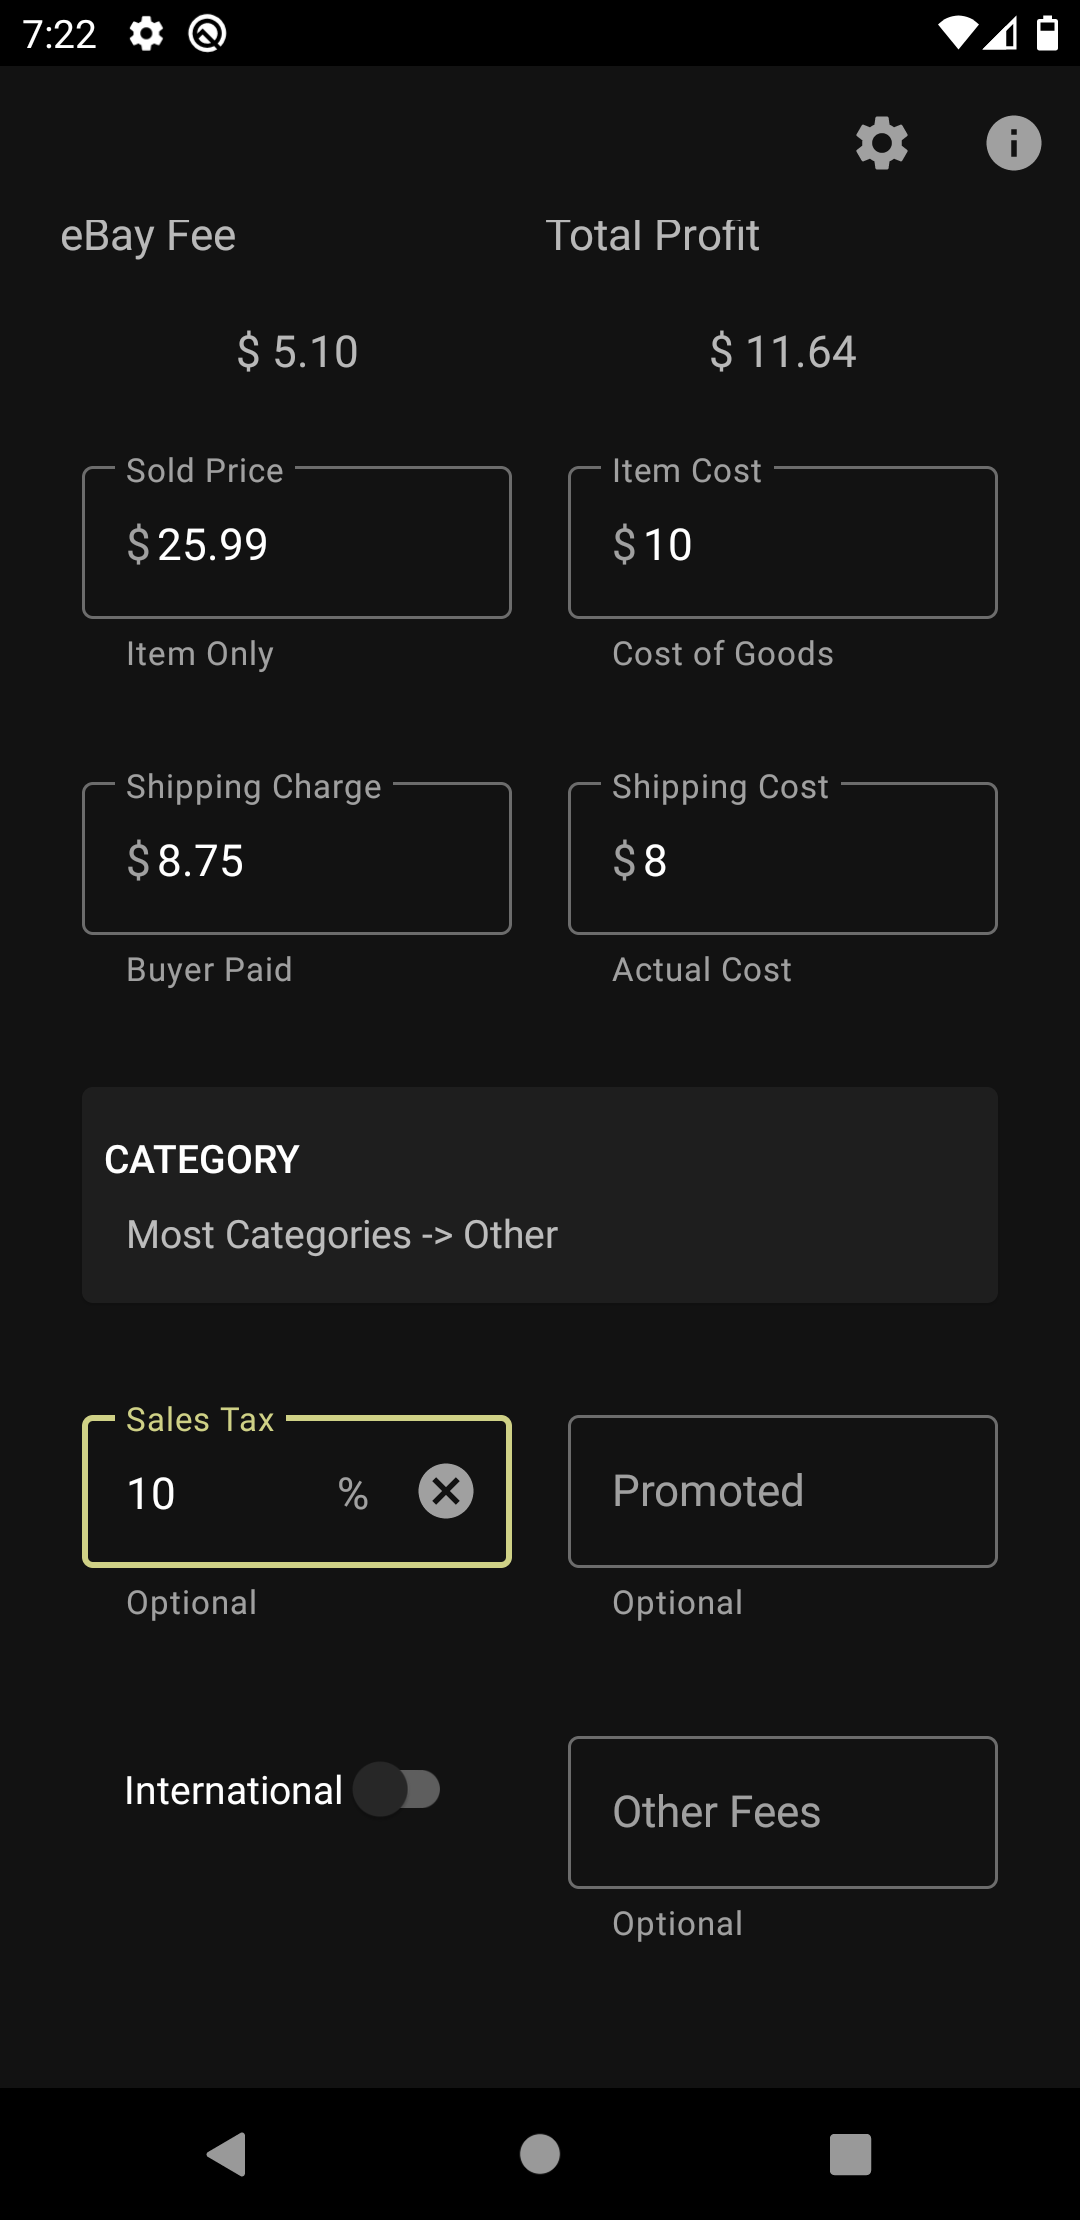 7:22
eBay Fee
Total Profit
$ 5.10
$ 11.64
Sold Price
Item Cost
$ 25.99
$ 10
Item Only
Cost of Goods
Shipping Charge
Shipping Cost
$ 8.75
$ 8
Buyer Paid
Actual Cost
CATEGORY
Most Categories -> Other
Sales Tax
10 %
Promoted
Optional
Optional
International
Other Fees
Optional